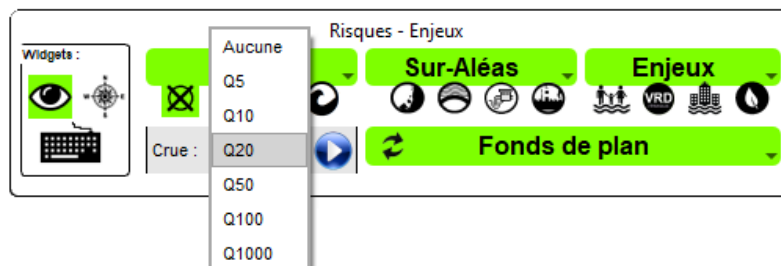 Risques - Enjeux
Widgets :
Sur-Aléas
Enjeux
VRD
Crue :
Aucune
Q5
Q10
Q20
Q50
Q100
Q1000
Fonds de plan